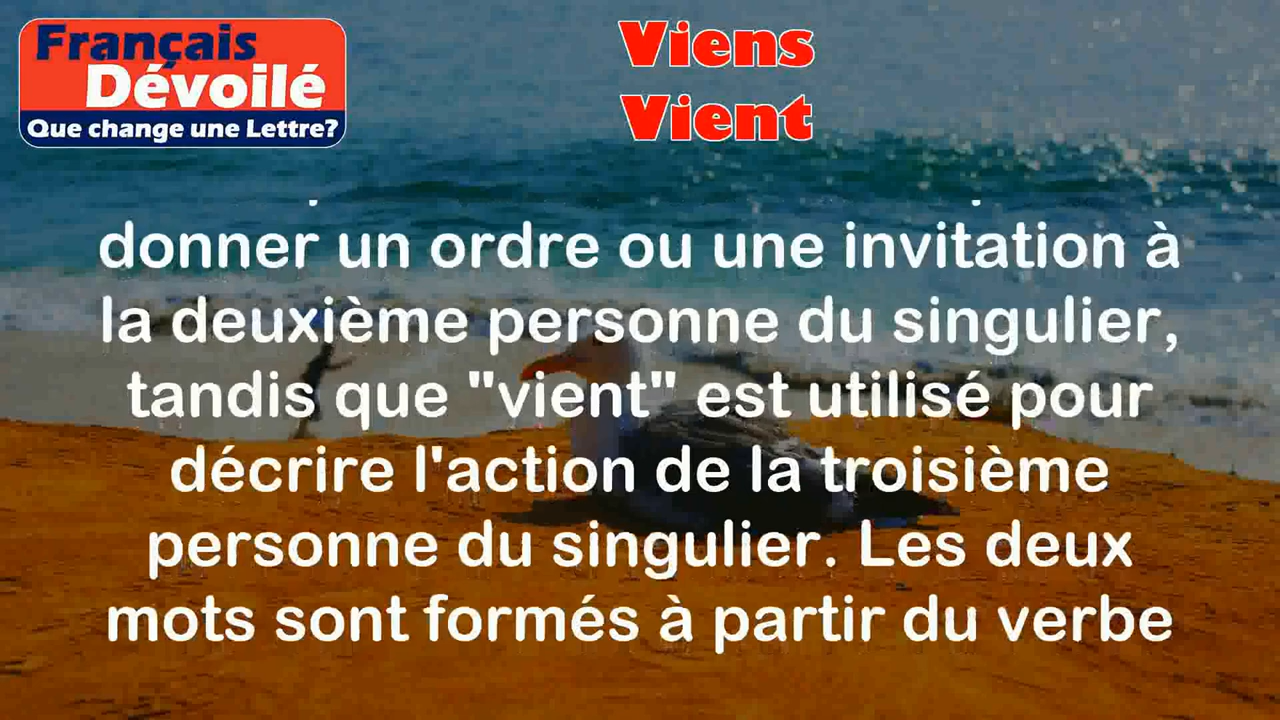 Français
Dévoilé
Que change une Lettre?
Viens
Vient
donner un ordre ou une invitation à
la deuxième personne du singulier,
tandis que "vient" est utilisé pour
décrire l'action de la troisième
personne du singulier. Les deux
mots sont formés à partir du verbe